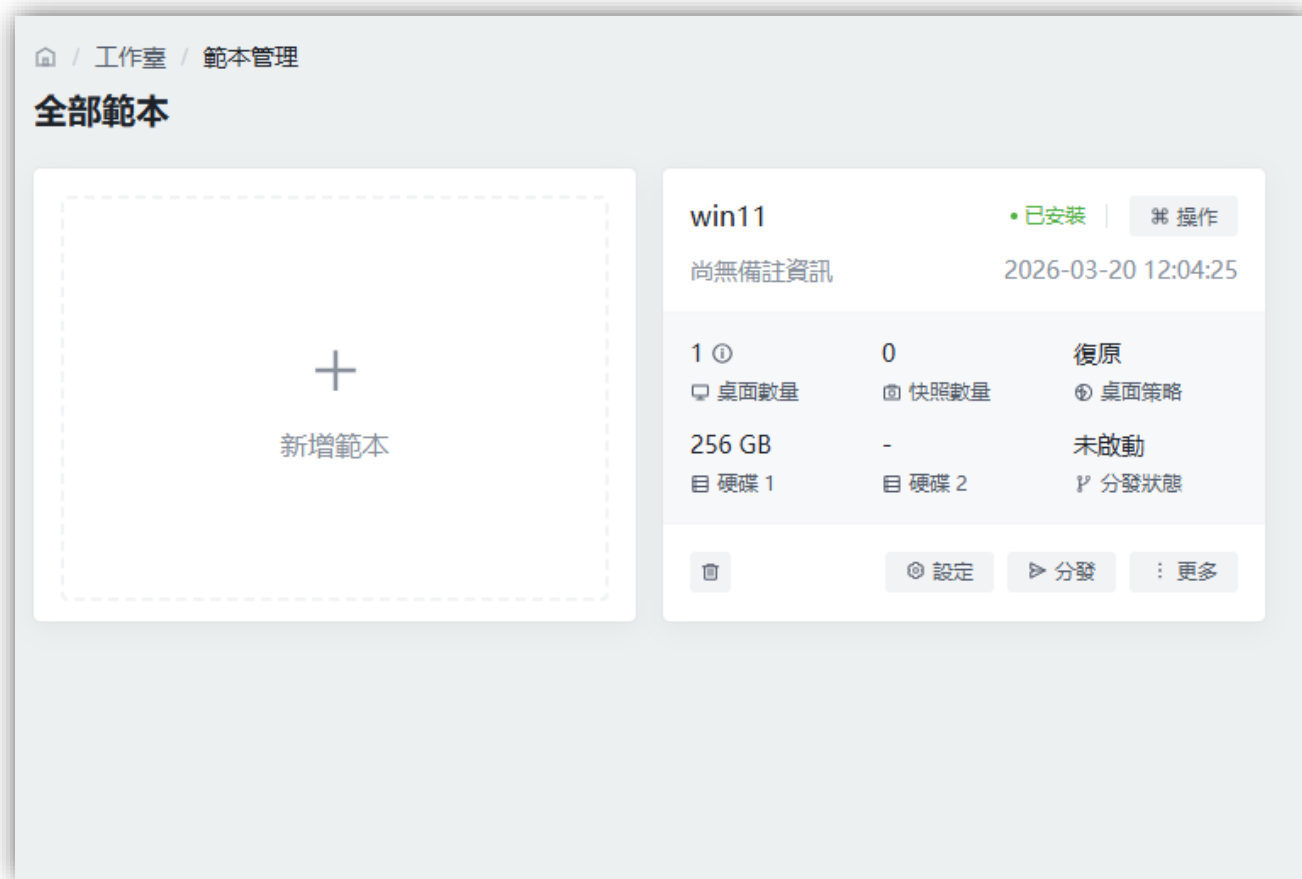 / 工作臺 / 範本管理
全部範本
新增範本
win11 已安裝 操作
尚無備註資訊 2026-03-20 12:04:25
1 0 復原
桌面數量 快照數量 桌面策略
256 GB - 未啟動
硬碟 1 硬碟 2 分發狀態
設定 分發 更多